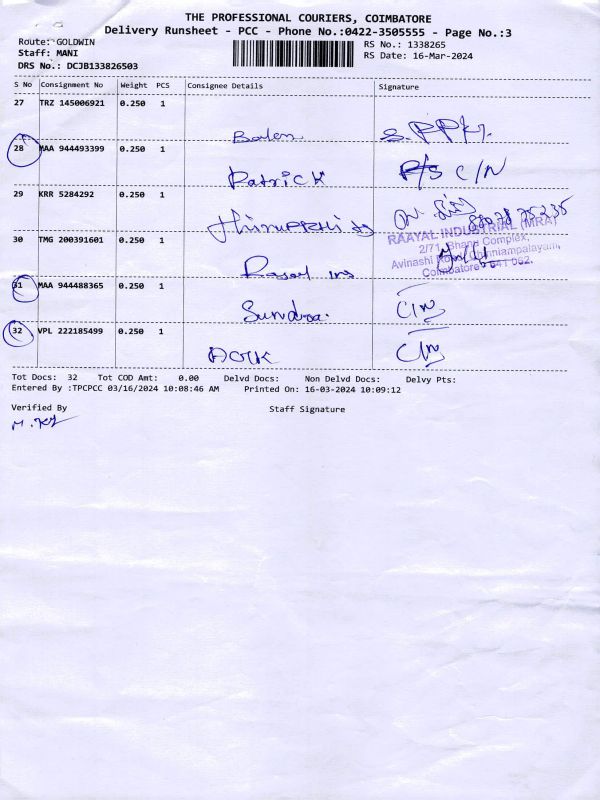 THE PROFESSIONAL COURIERS, COIMBATORE
Delivery Runsheet - PCC - Phone No.:0422-3505555 - Page No.:3
Route: GOLDWIN
RS No.: 1338265
Staff: MANI
RS Date: 16-Mar-2024
DRS No.: DCJB133826503
S No Consignment No Weight PCS Consignee Details Signature
27 TRZ 145006921 0.250 1
Balen
28 MAA 944493399 0.250 1
Patrick P/S C/N
29 KRR 5284292 0.250 1
30 TMG 200391601 0.250 1
RAAYAL INDUSTRIAL (MRA)
2/71, Bhanu Complex,
Avinashi Road, Chinniampalayam,
Coimbatore - 641 062.
31 MAA 944488365 0.250 1
Sundra. C/N
32 VPL 222185499 0.250 1
C/N
Tot Docs: 32 Tot COD Amt: 0.00 Delvd Docs: Non Delvd Docs: Delvy Pts:
Entered By :TPCPCC 03/16/2024 10:08:46 AM Printed On: 16-03-2024 10:09:12
Verified By Staff Signature